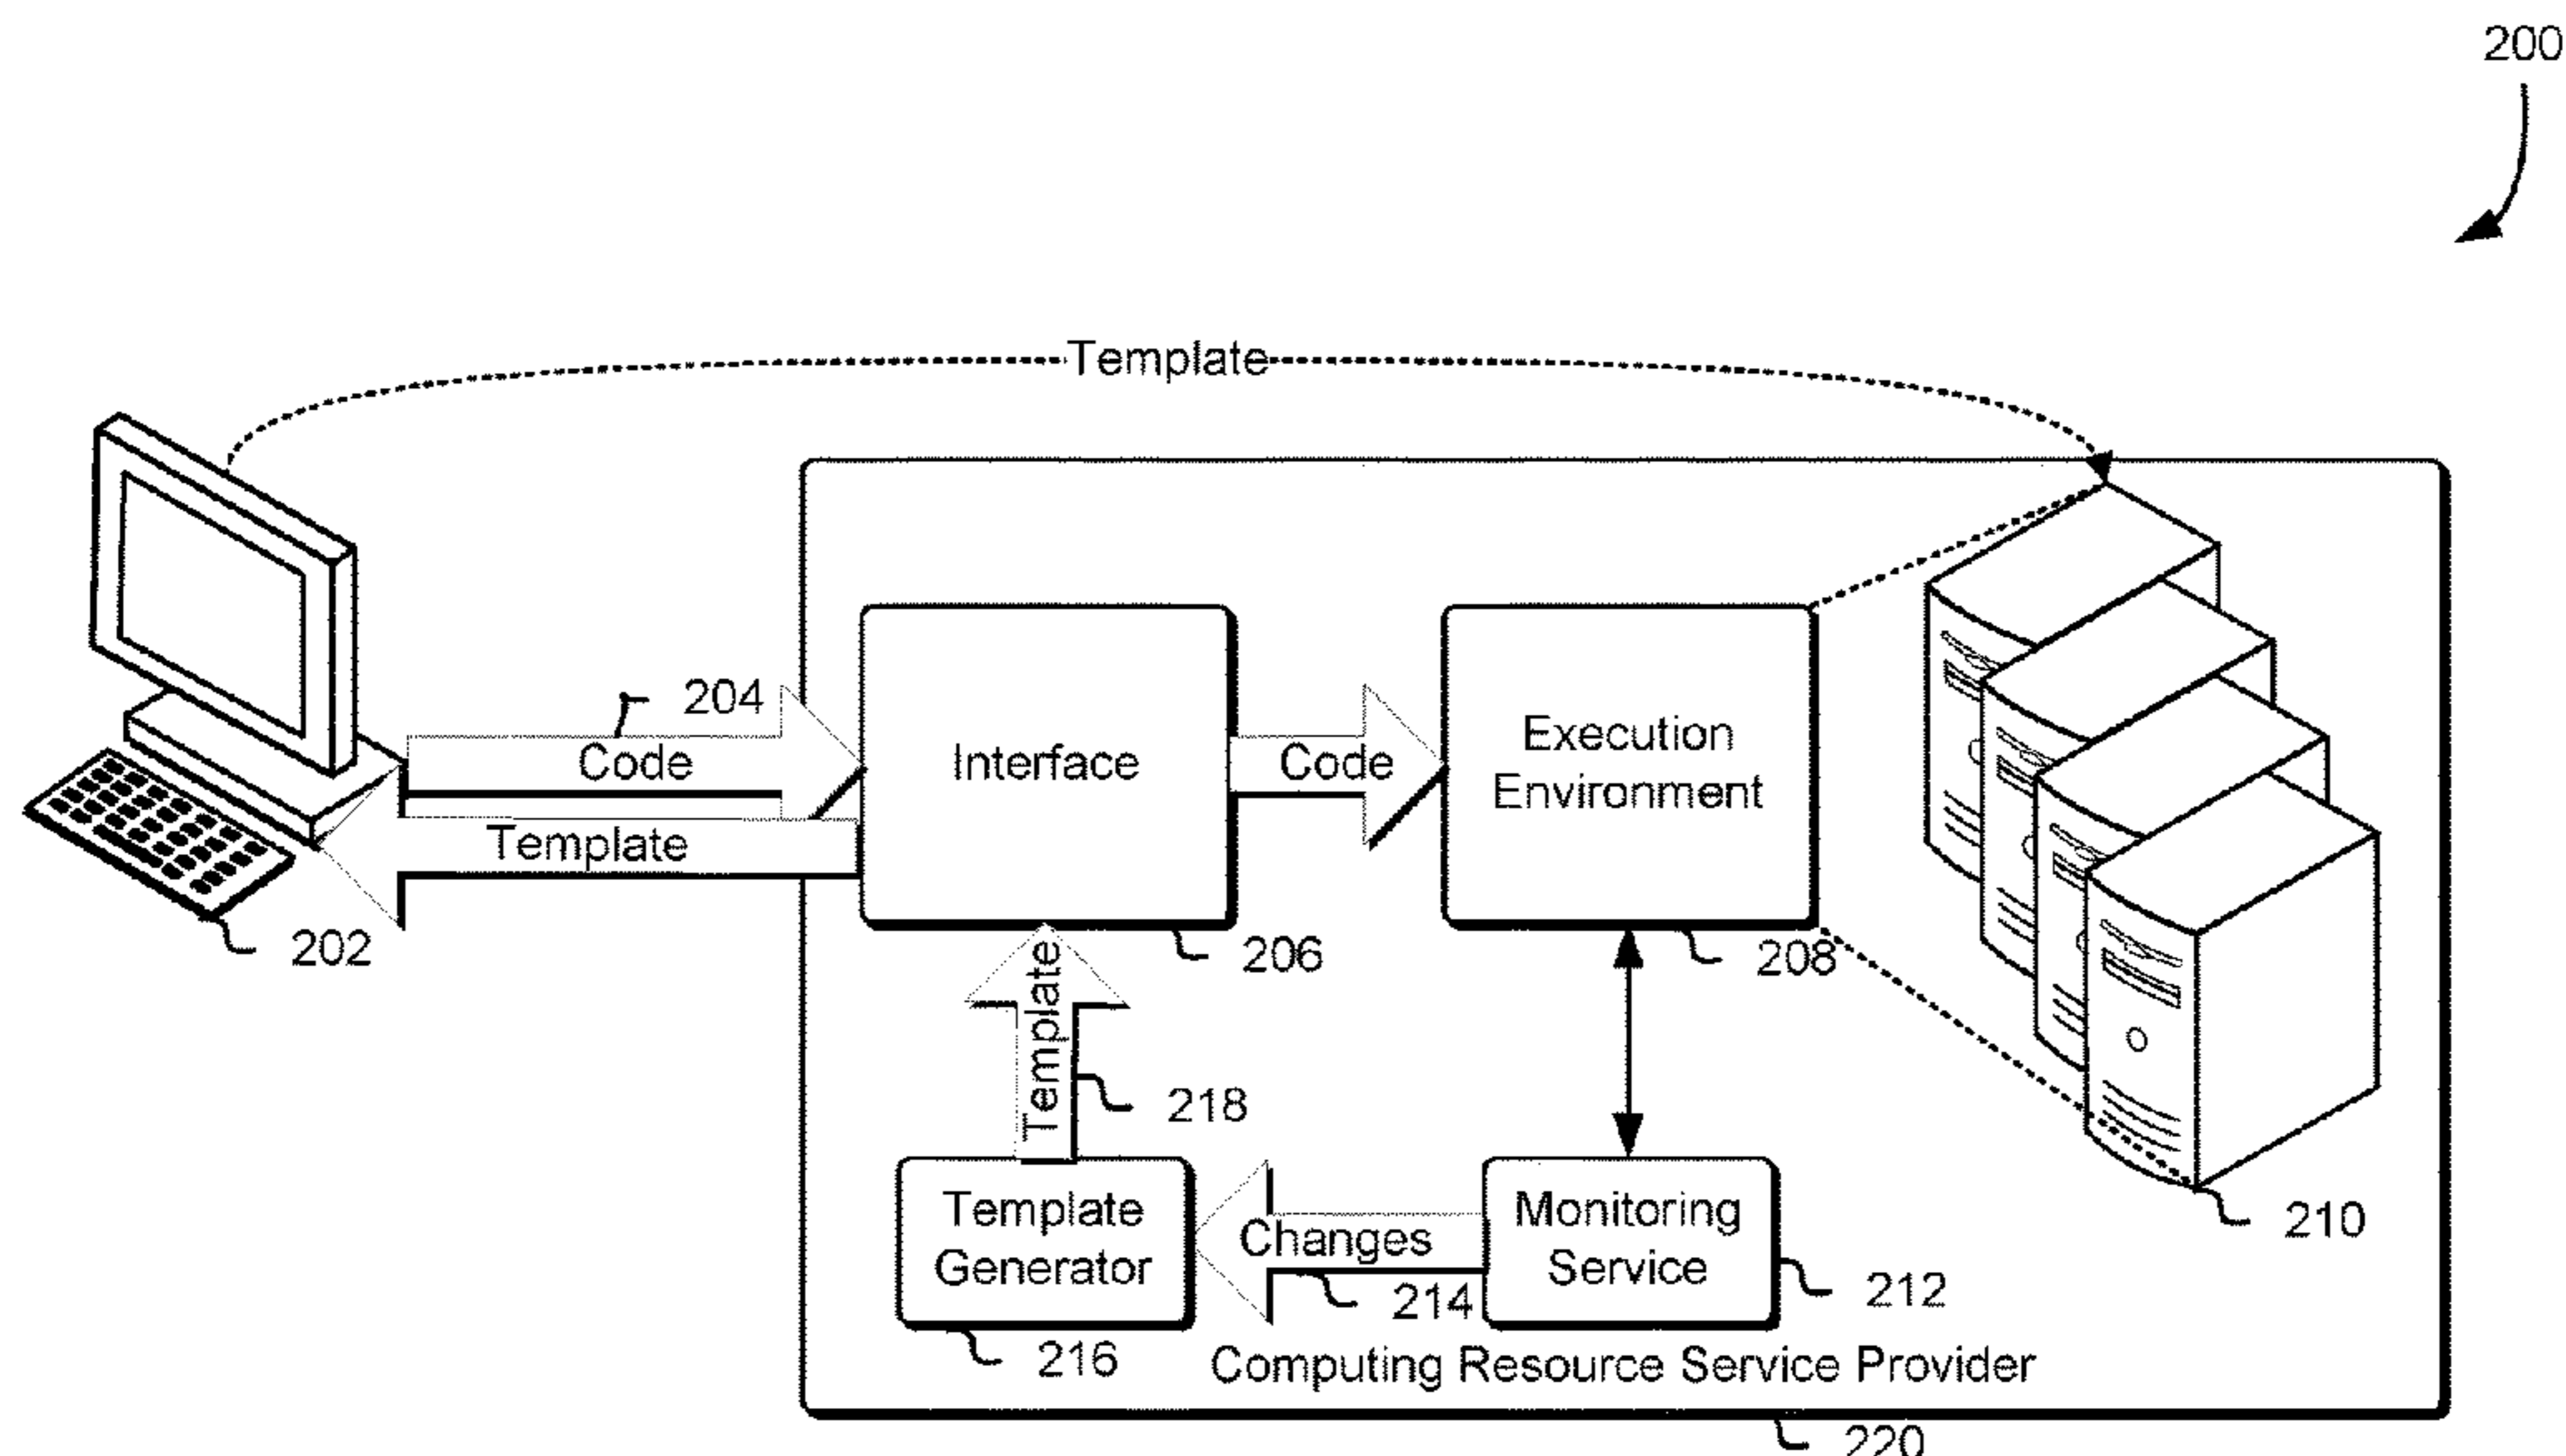 200
Template
204
Code
Interface
Code
Execution
Environment
Template
202
206
208
Template
218
Template
Generator
Changes
Monitoring
Service
210
214
212
216
Computing Resource Service Provider
220